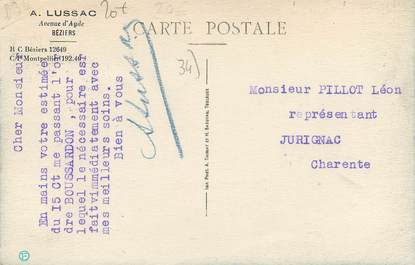 A. LUSSAC
Avenue d'Agde
BÉZIERS
R C Béziers 12649
C/t Montpellier 192.40
CARTE POSTALE
34)
Cher Monsieur
En mains votre estimée
du 15 Ct me passant l'or
dre BOUSSARDON, pour
lequel le nécessaire est
fait immédiatement avec
mes meilleurs soins.
Bien à vous
ALussac
Monsieur PILLOT Léon
représentant
JURIGNAC
Charente